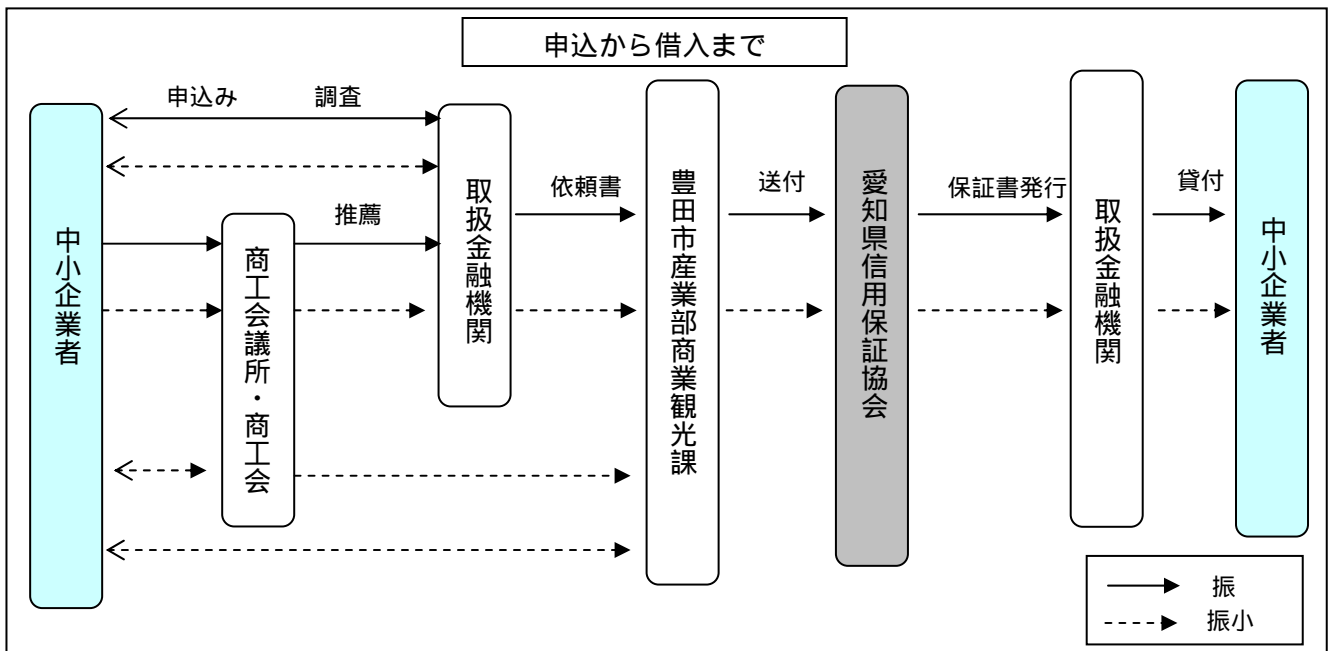 申込から借入まで
申込み
調査
中小企業者
推薦
商工会議所・商工会
取扱金融機関
依頼書
豊田市産業部商業観光課
送付
愛知県信用保証協会
保証書発行
取扱金融機関
貸付
中小企業者
振
振小